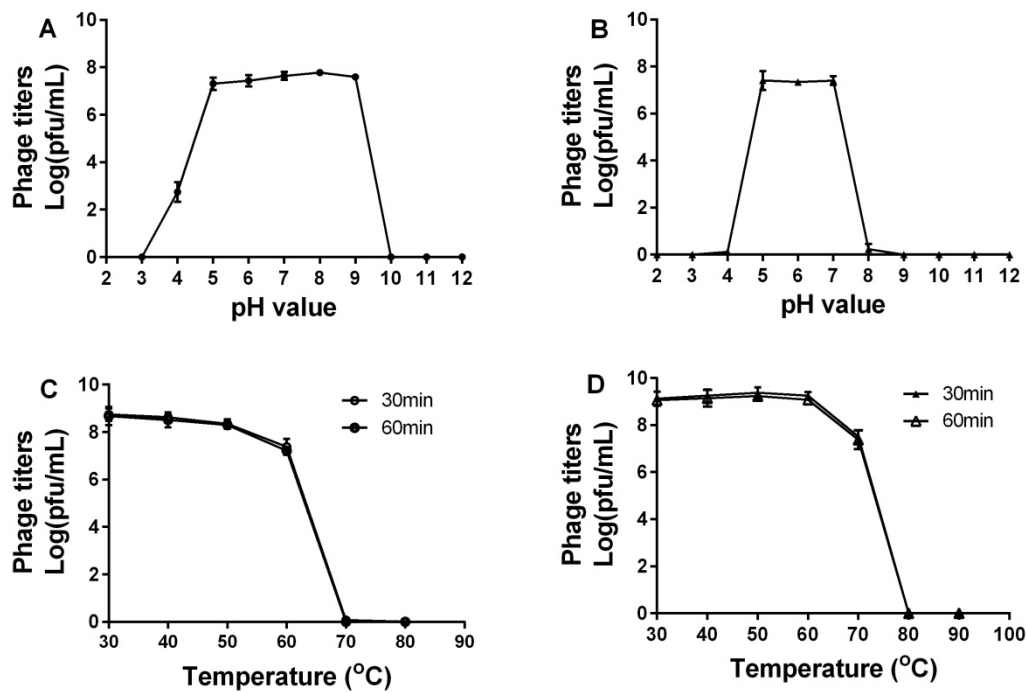 A
Phage titers
Log(pfu/mL)
10
8
6
4
2
0
2 3 4 5 6 7 8 9 10 11 12
pH value
B
Phage titers
Log(pfu/mL)
10
8
6
4
2
0
2 3 4 5 6 7 8 9 10 11 12
pH value
C
Phage titers
Log(pfu/mL)
10
8
6
4
2
0
30min
60min
30 40 50 60 70 80 90
Temperature (°C)
D
Phage titers
Log(pfu/mL)
10
8
6
4
2
0
30min
60min
30 40 50 60 70 80 90 100
Temperature (°C)